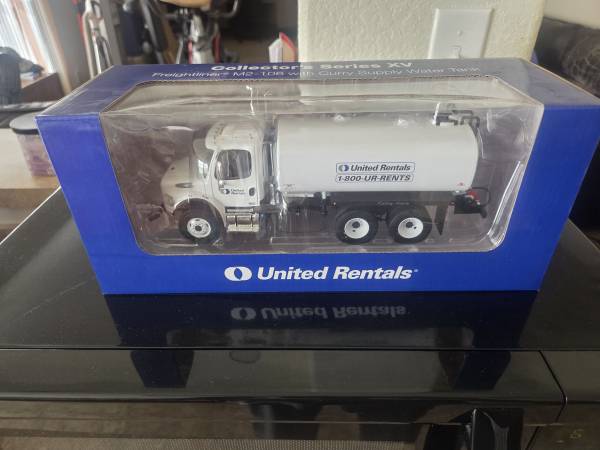 Collector's Series XV
Freightliner® M2-106 with Curry Supply Water Tank
United Rentals
1-800-UR-RENTS
United Rentals
United Rentals®